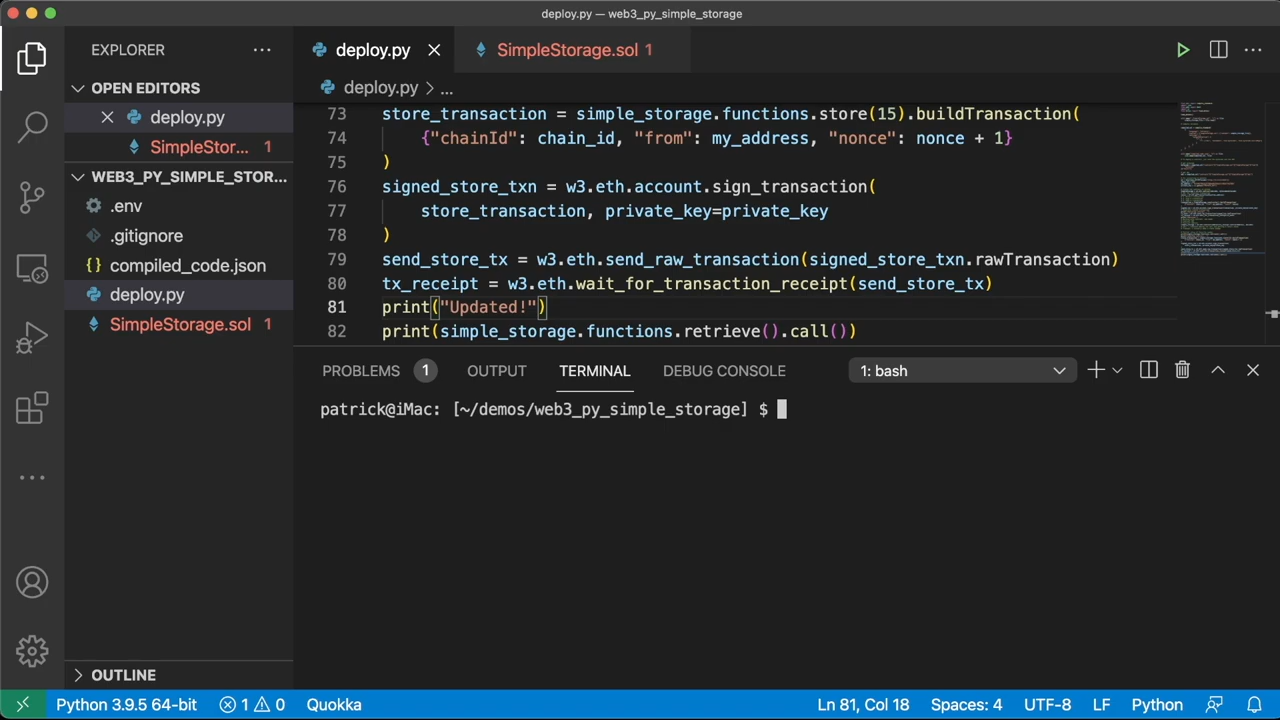 deploy.py — web3_py_simple_storage
EXPLORER
OPEN EDITORS
deploy.py
SimpleStor... 1
WEB3_PY_SIMPLE_STOR...
.env
.gitignore
{} compiled_code.json
deploy.py
SimpleStorage.sol 1
OUTLINE
deploy.py
SimpleStorage.sol 1
deploy.py > ...
73 store_transaction = simple_storage.functions.store(15).buildTransaction(
74 {"chainId": chain_id, "from": my_address, "nonce": nonce + 1}
75 )
76 signed_store_txn = w3.eth.account.sign_transaction(
77 store_transaction, private_key=private_key
78 )
79 send_store_tx = w3.eth.send_raw_transaction(signed_store_txn.rawTransaction)
80 tx_receipt = w3.eth.wait_for_transaction_receipt(send_store_tx)
81 print("Updated!")
82 print(simple_storage.functions.retrieve().call())
PROBLEMS 1 OUTPUT TERMINAL DEBUG CONSOLE 1: bash
patrick@iMac: [~/demos/web3_py_simple_storage] $
Python 3.9.5 64-bit 1 0 Quokka Ln 81, Col 18 Spaces: 4 UTF-8 LF Python